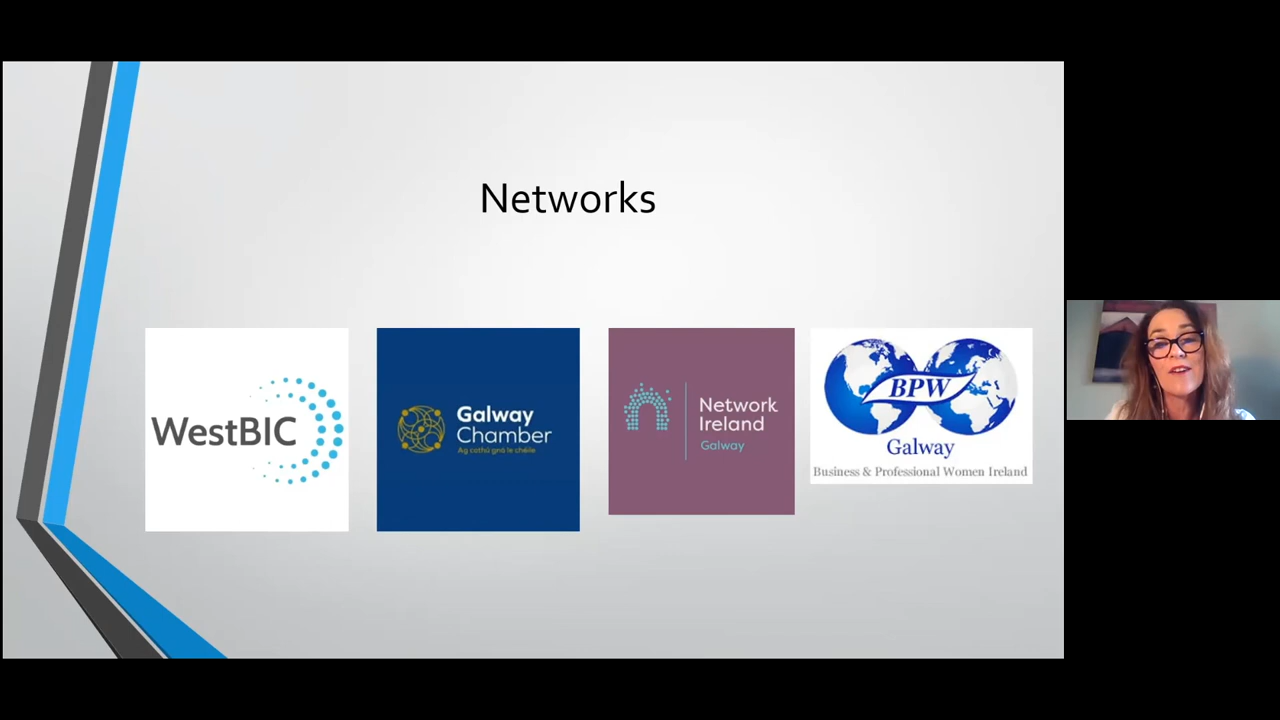 Networks
WestBIC
Galway
Chamber
Ag cothú gnó le chéile
Network
Ireland
Galway
BPW
Galway
Business & Professional Women Ireland